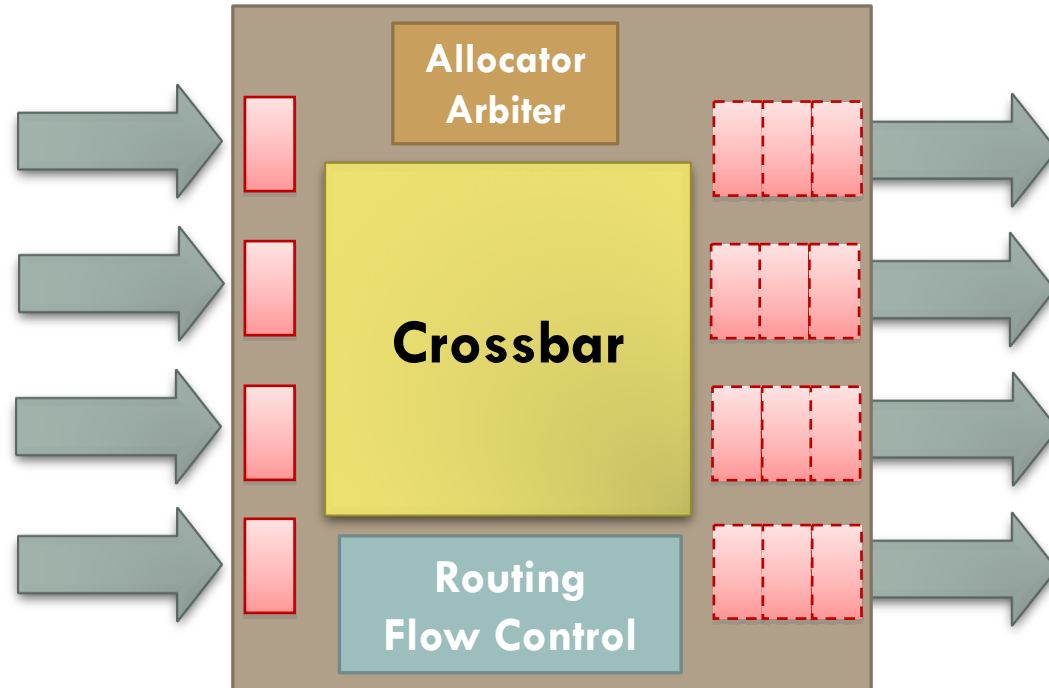 Allocator
Arbiter
Crossbar
Routing
Flow Control